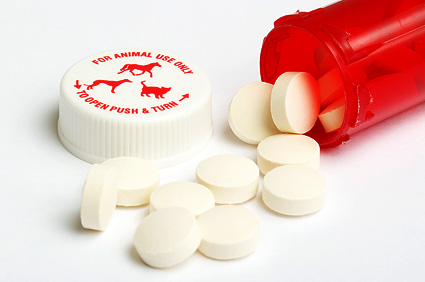 FOR ANIMAL USE ONLY
TO OPEN PUSH & TURN